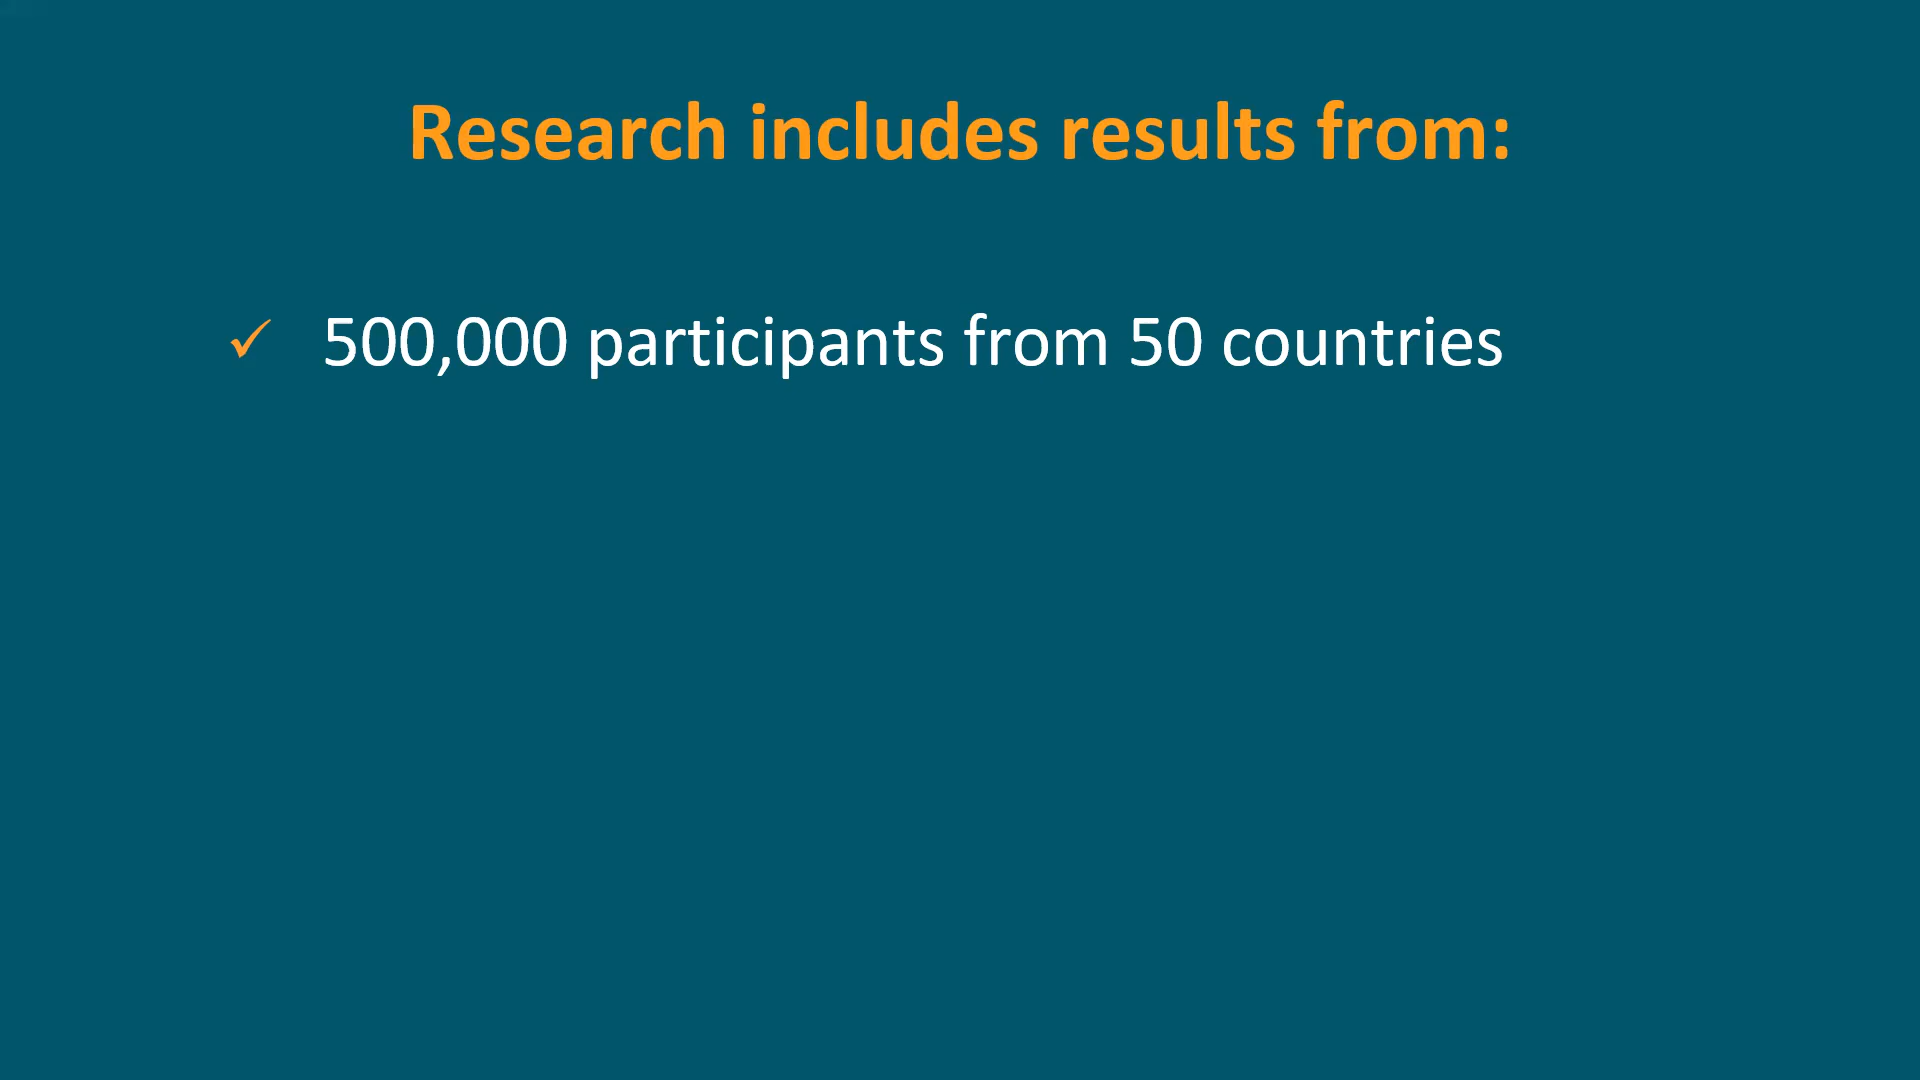 Research includes results from:
✓ 500,000 participants from 50 countries